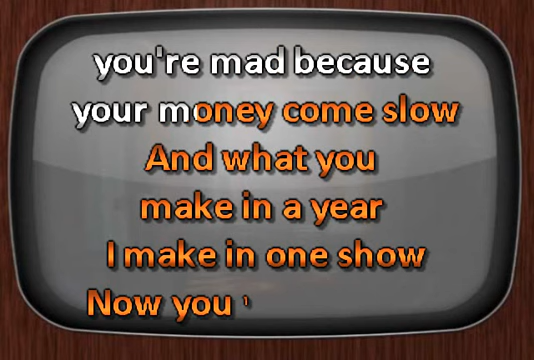 you're mad because
your money come slow
And what you
make in a year
I make in one show
Now you